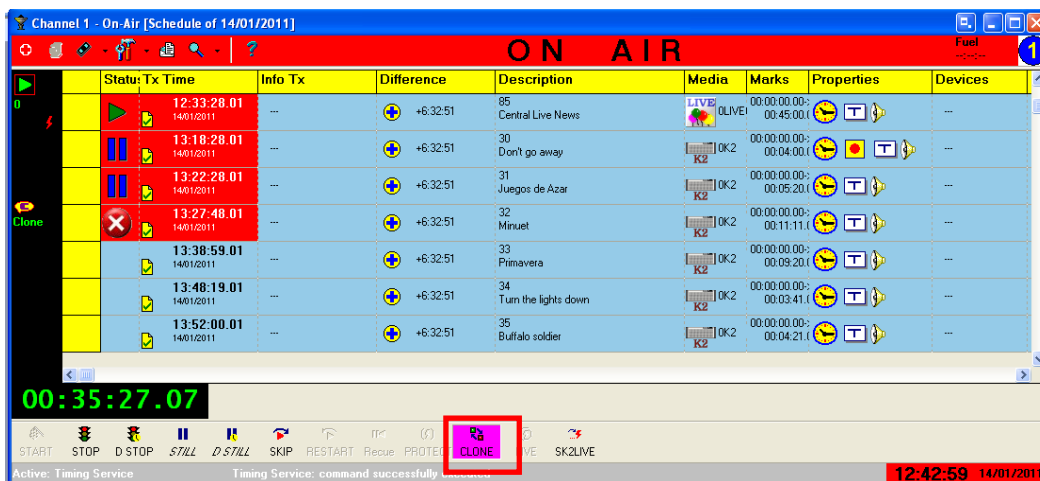 Channel 1 - On-Air [Schedule of 14/01/2011]
ON AIR
Fuel
--:--:--
1
Status Tx Time Info Tx Difference Description Media Marks Properties Devices
0
Clone
12:33:28.01 14/01/2011 --- +6:32:51 85 Central Live News LIVE 0LIVE 00:00:00.00- 00:45:00.( T ---
13:18:28.01 14/01/2011 --- +6:32:51 30 Don't go away K2 0K2 00:00:00.00- 00:04:00.( T ---
13:22:28.01 14/01/2011 --- +6:32:51 31 Juegos de Azar K2 0K2 00:00:00.00- 00:05:20.( T ---
13:27:48.01 14/01/2011 --- +6:32:51 32 Minuet K2 0K2 00:00:00.00- 00:11:11.( T ---
13:38:59.01 14/01/2011 --- +6:32:51 33 Primavera K2 0K2 00:00:00.00- 00:09:20.( T ---
13:48:19.01 14/01/2011 --- +6:32:51 34 Turn the lights down K2 0K2 00:00:00.00- 00:03:41.( T ---
13:52:00.01 14/01/2011 --- +6:32:51 35 Buffalo soldier K2 0K2 00:00:00.00- 00:04:21.( T ---
00:35:27.07
START STOP D STOP STILL D STILL SKIP RESTART Recue PROTECT CLONE SK2LIVE
Active: Timing Service Timing Service: command successfully executed 12:42:59 14/01/2011